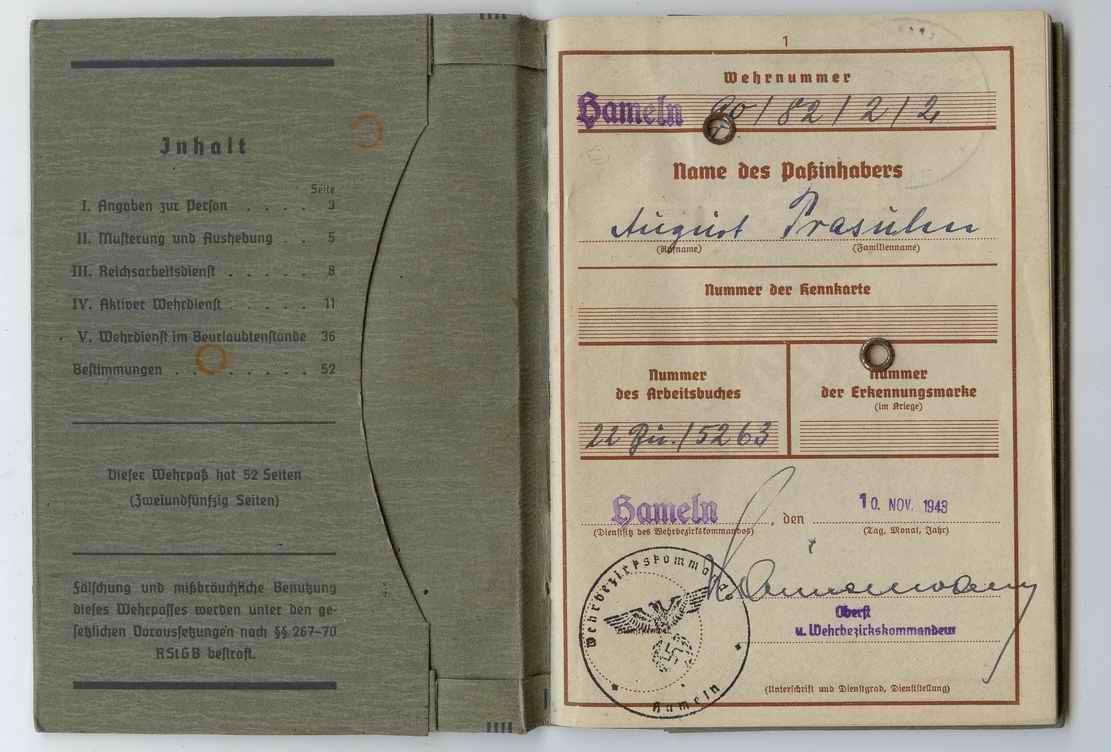 Inhalt
Seite
I. Angaben zur Person . . . . 3
II. Musterung und Aushebung . . 5
III. Reichsarbeitsdienst . . . . . 8
IV. Aktiver Wehrdienst . . . . . 11
V. Wehrdienst im Beurlaubtenstande 36
Bestimmungen . . . . . . . . 52
Dieser Wehrpaß hat 52 Seiten
(Zweiundfünfzig Seiten)
Fälschung und mißbräuchliche Benutzung
dieses Wehrpasses werden unter den ge-
setzlichen Voraussetzungen nach §§ 267–70
RStGB bestraft.
1
Wehrnummer
Hameln 90/82/2/2
Name des Paßinhabers
August Prasuhn
(Rufname) (Familienname)
Nummer der Kennkarte
Nummer
des Arbeitsbuches
Nummer
der Erkennungsmarke
(im Kriege)
22 /5263
Hameln, den 10. NOV. 1943
(Dienstsitz des Wehrbezirkskommandos) (Tag, Monat, Jahr)
Wehrbezirkskommando
Hameln
Oberst
u. Wehrbezirkskommandeur
(Unterschrift und Dienstgrad, Dienststellung)